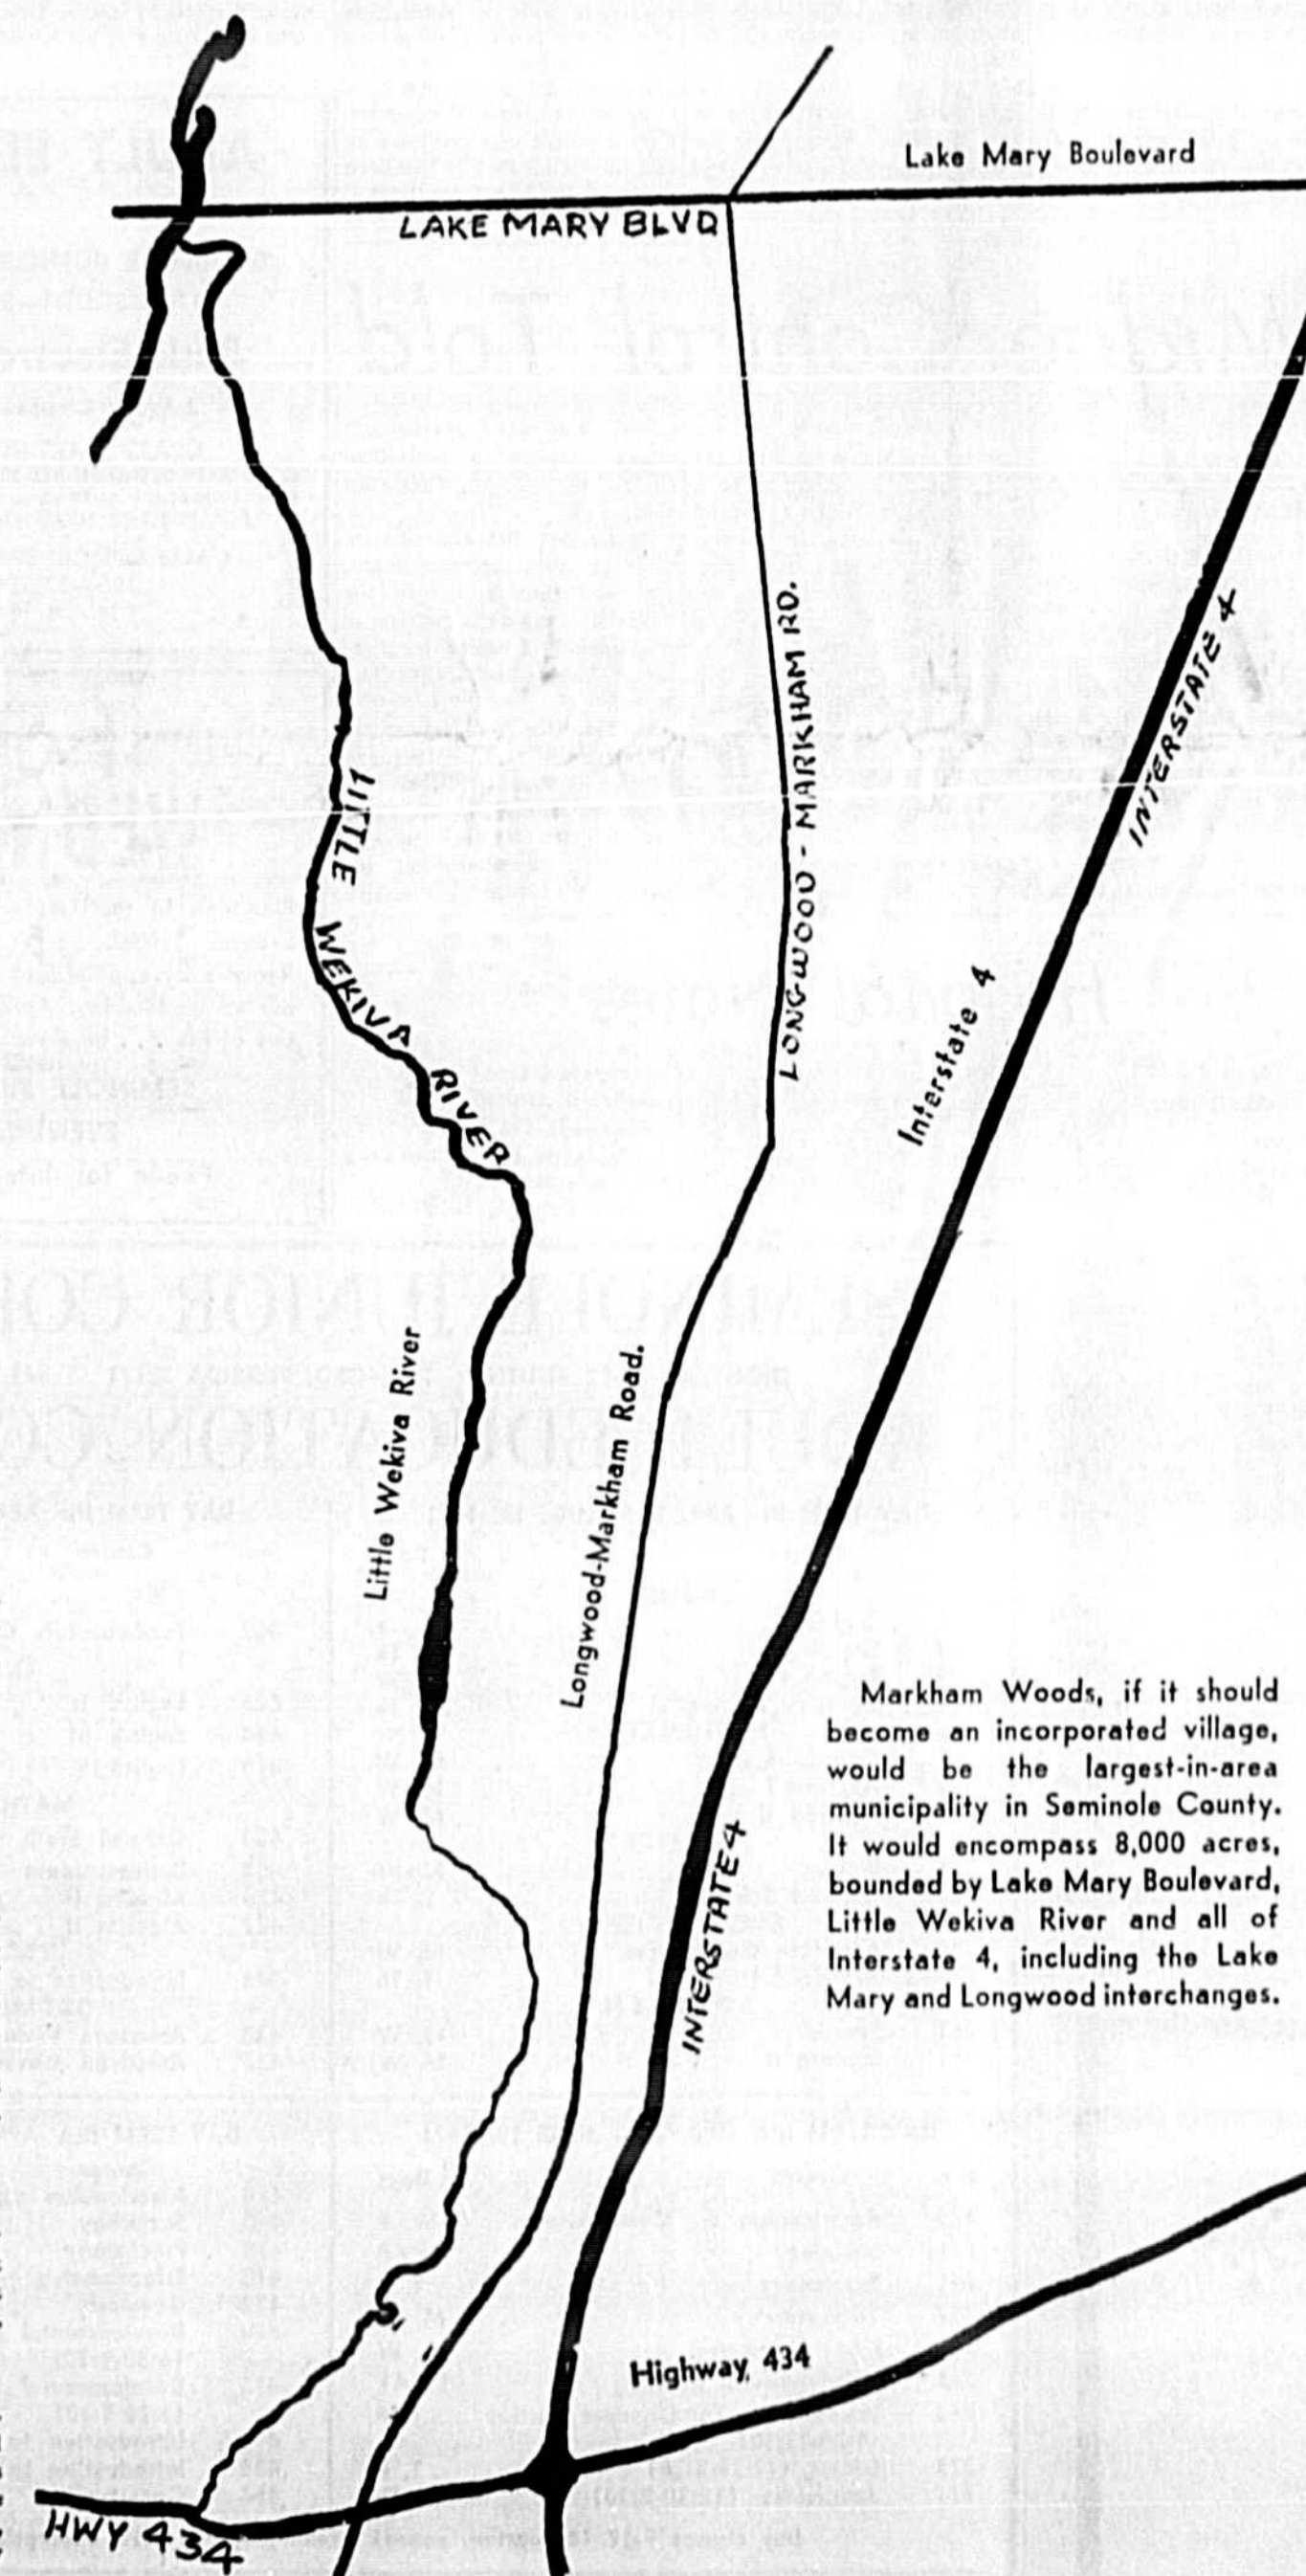 Lake Mary Boulevard
LAKE MARY BLVD
LONGWOOD - MARKHAM RD.
INTERSTATE 4
LITTLE WEKIVA RIVER
Interstate 4
Little Wekiva River
Longwood-Markham Road.
Markham Woods, if it should
become an incorporated village,
would be the largest-in-area
municipality in Seminole County.
It would encompass 8,000 acres,
bounded by Lake Mary Boulevard,
Little Wekiva River and all of
Interstate 4, including the Lake
Mary and Longwood interchanges.
INTERSTATE 4
Highway 434
HWY 434